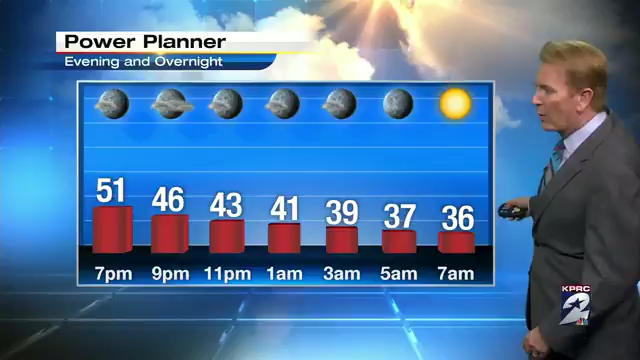 Power Planner
Evening and Overnight
51 46 43 41 39 37 36
7pm 9pm 11pm 1am 3am 5am 7am
KPRC
2